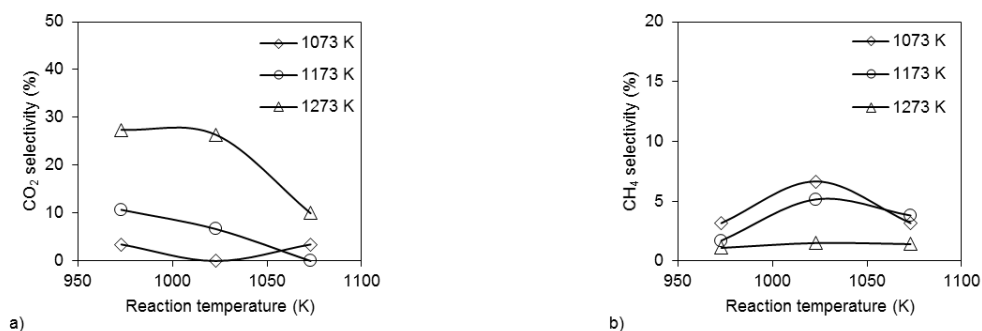 50
40
30
20
10
0
CO2 selectivity (%)
1073 K
1173 K
1273 K
950 1000 1050 1100
Reaction temperature (K)
a)
20
15
10
5
0
CH4 selectivity (%)
1073 K
1173 K
1273 K
950 1000 1050 1100
Reaction temperature (K)
b)